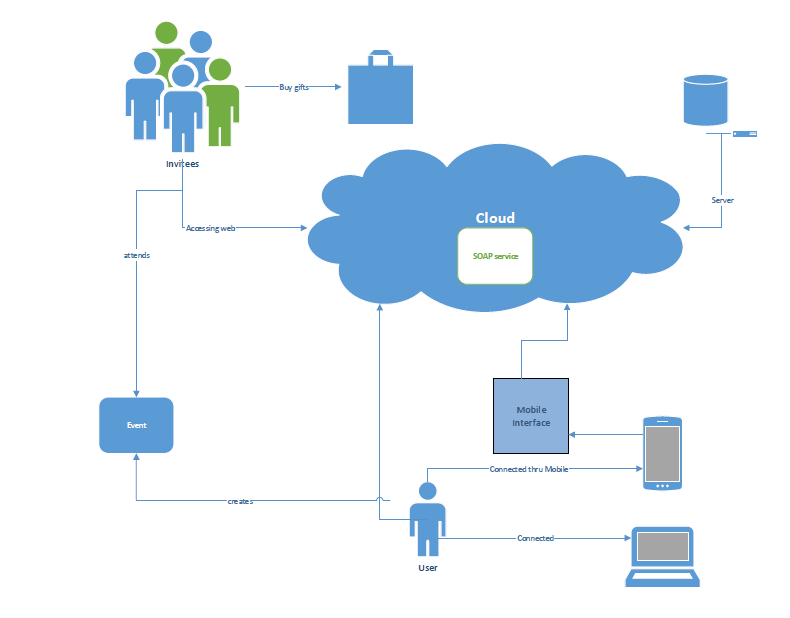 Buy gifts
Invitees
Server
Cloud
Accessing web
SOAP service
attends
Mobile
Interface
Event
Connected thru Mobile
creates
Connected
User